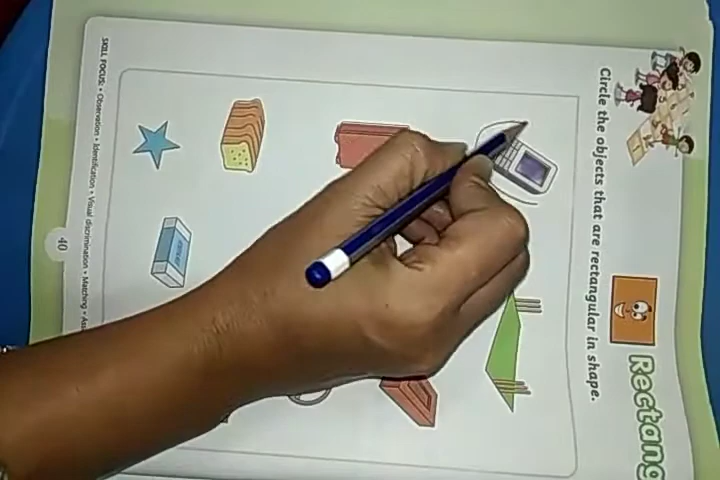 Rectang
Circle the objects that are rectangular in shape.
SKILL FOCUS: • Observation • Identification • Visual discrimination • Matching •
40